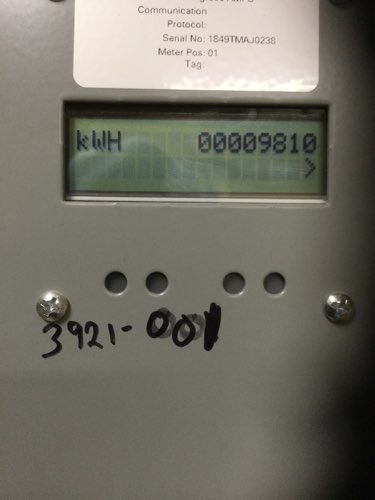 Communication
Protocol:
Serial No: 1849TMAJ0238
Meter Pos: 01
Tag:
kWH 00009810
>
3921-001